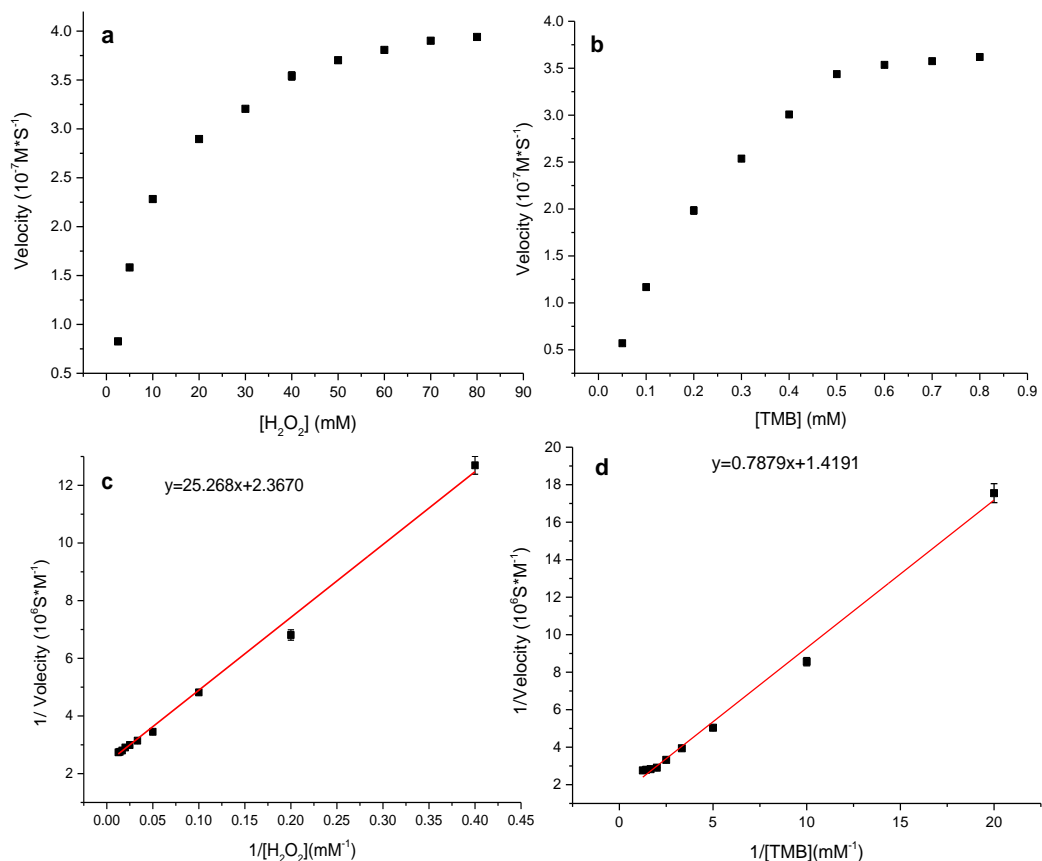 a
4.0
3.5
3.0
2.5
2.0
1.5
1.0
0.5
Velocity (10⁻⁷M*S⁻¹)
0 10 20 30 40 50 60 70 80 90
[H₂O₂] (mM)
b
4.0
3.5
3.0
2.5
2.0
1.5
1.0
0.5
Velocity (10⁻⁷M*S⁻¹)
0.0 0.1 0.2 0.3 0.4 0.5 0.6 0.7 0.8 0.9
[TMB] (mM)
c
y=25.268x+2.3670
12
10
8
6
4
2
1/ Volecity (10⁶S*M⁻¹)
0.00 0.05 0.10 0.15 0.20 0.25 0.30 0.35 0.40 0.45
1/[H₂O₂](mM⁻¹)
d
y=0.7879x+1.4191
20
18
16
14
12
10
8
6
4
2
1/Velocity (10⁶S*M⁻¹)
0 5 10 15 20
1/[TMB](mM⁻¹)